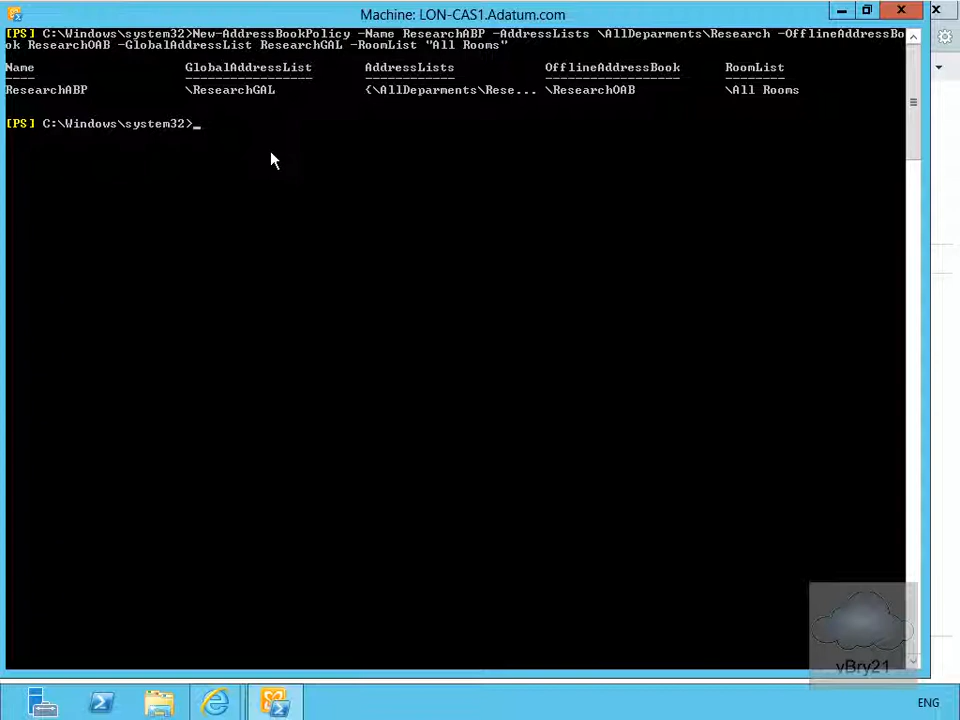 Machine: LON-CAS1.Adatum.com
[PS] C:\Windows\system32>New-AddressBookPolicy -Name ResearchABP -AddressLists \AllDeparments\Research -OfflineAddressBo
ok ResearchOAB -GlobalAddressList ResearchGAL -RoomList "All Rooms"
Name GlobalAddressList AddressLists OfflineAddressBook RoomList
---- ----------------- ------------ ------------------ --------
ResearchABP \ResearchGAL {\AllDeparments\Rese... \ResearchOAB \All Rooms
[PS] C:\Windows\system32>_
vBry21
ENG